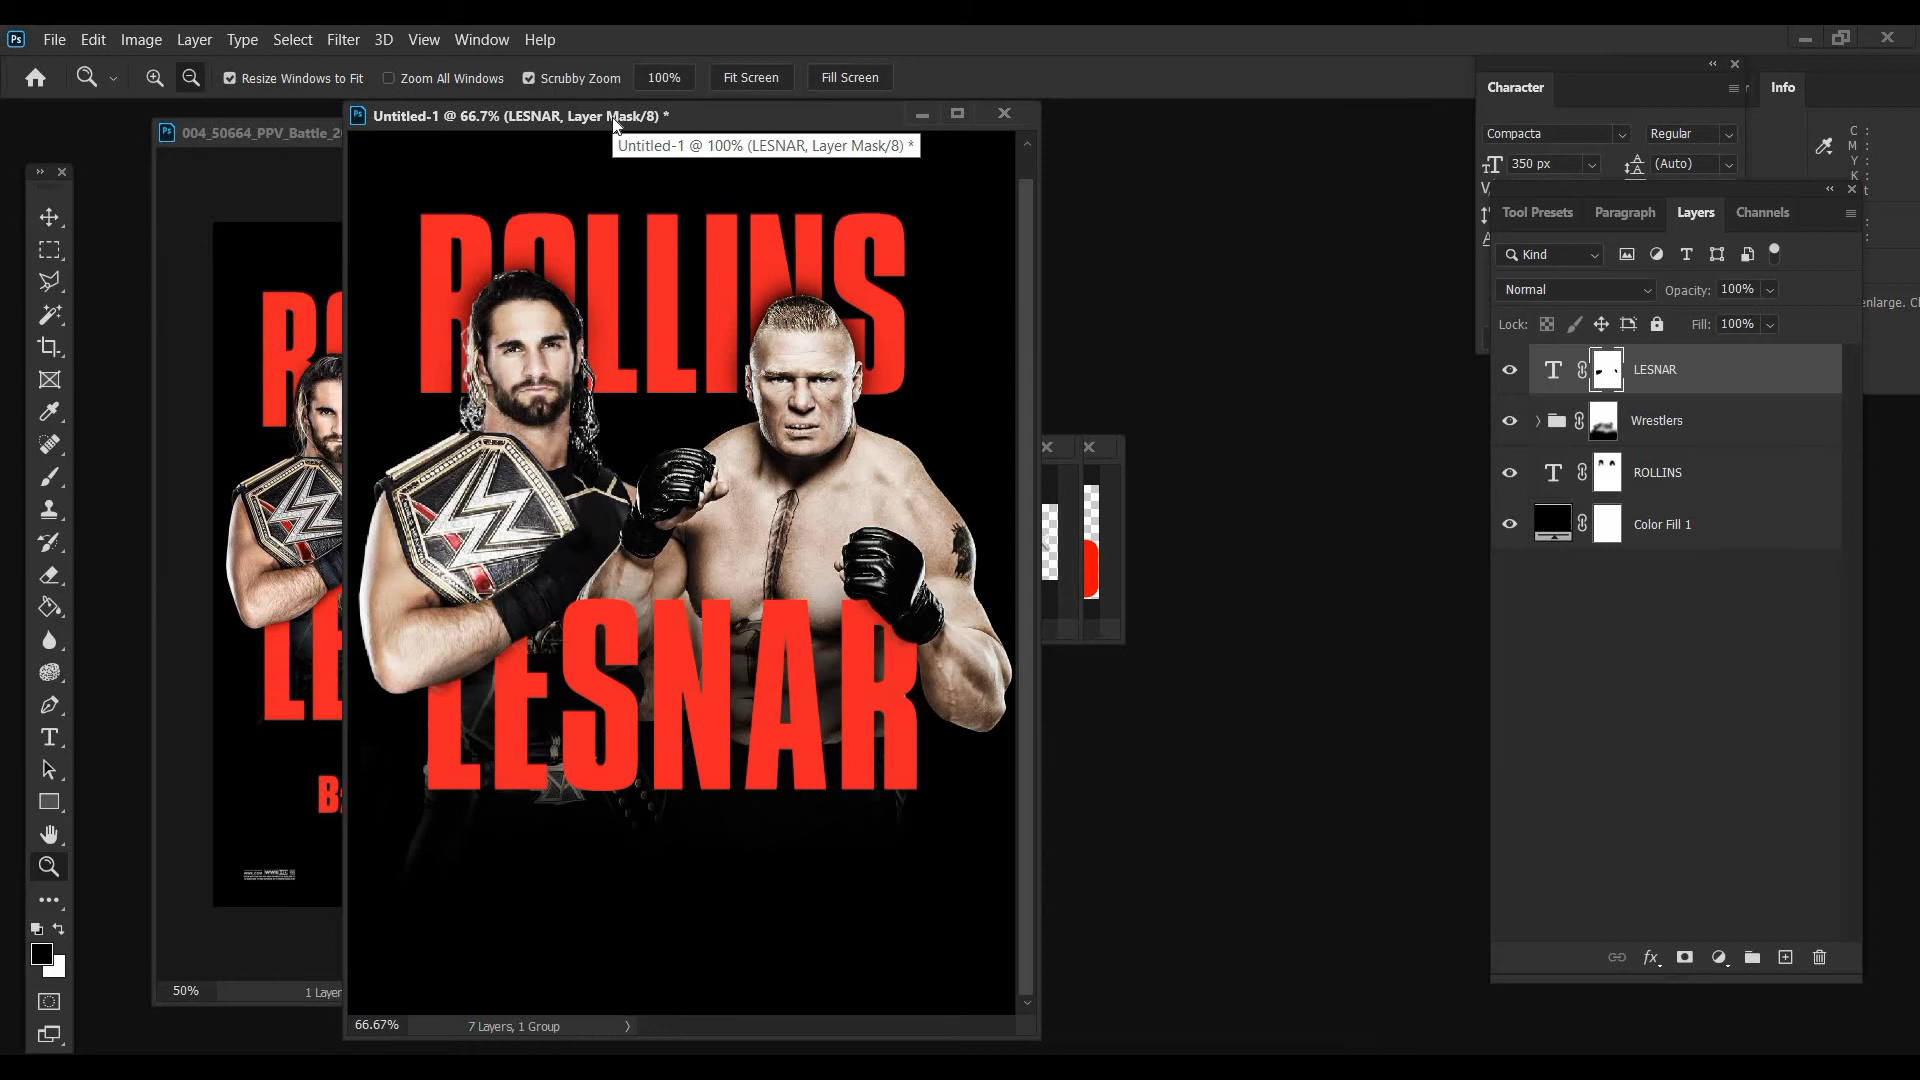 Ps File Edit Image Layer Type Select Filter 3D View Window Help
Resize Windows to Fit Zoom All Windows Scrubby Zoom 100% Fit Screen Fill Screen
Character Info
Untitled-1 @ 66.7% (LESNAR, Layer Mask/8) *
004_50664_PPV_Battle_2
Untitled-1 @ 100% (LESNAR, Layer Mask/8) *
Compacta Regular
350 px (Auto)
C :
M :
Y :
K :
Tool Presets Paragraph Layers Channels
Kind
Normal Opacity: 100%
enlarge.
Lock: Fill: 100%
LESNAR
Wrestlers
ROLLINS
Color Fill 1
ROLLINS
LESNAR
50% 1 Layer
66.67% 7 Layers, 1 Group